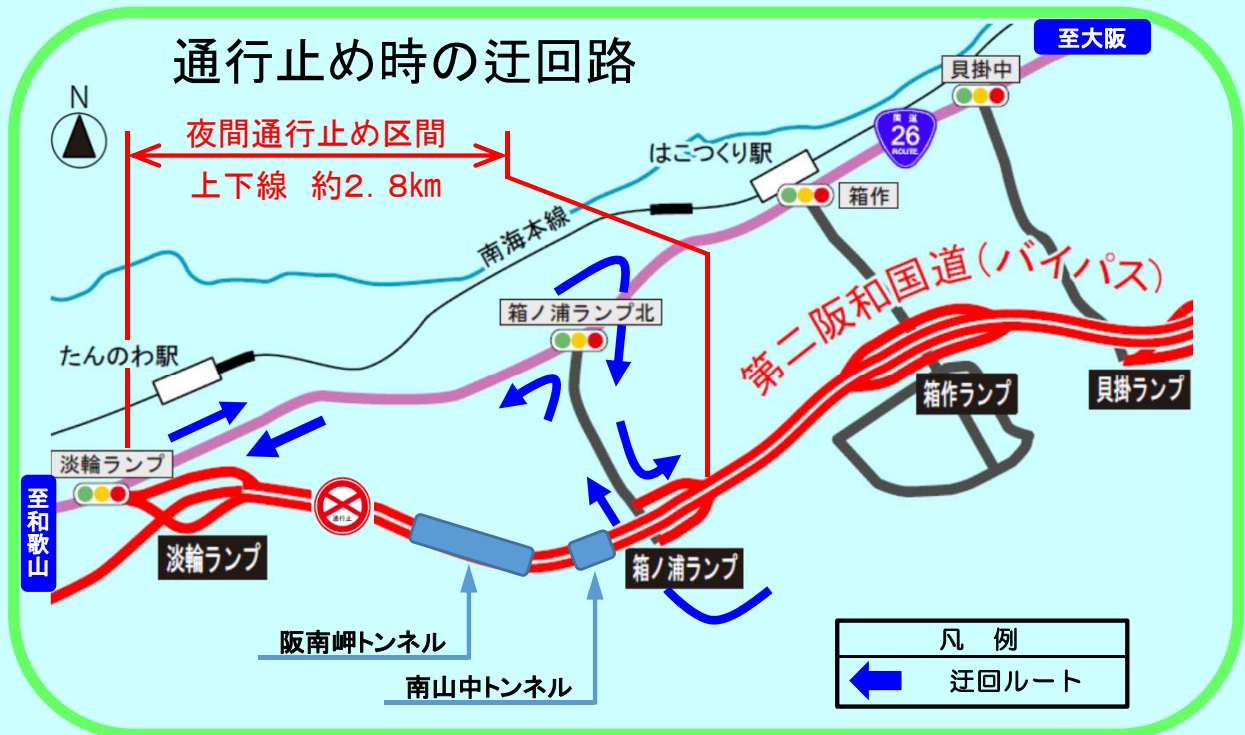 通行止め時の迂回路
至大阪
貝掛中
N
夜間通行止め区間
上下線 約2.8km
国道
26
ROUTE
はこつくり駅
箱作
南海本線
第二阪和国道(バイパス)
箱ノ浦ランプ北
たんのわ駅
箱作ランプ
貝掛ランプ
淡輪ランプ
至和歌山
通行止
淡輪ランプ
箱ノ浦ランプ
阪南岬トンネル
南山中トンネル
凡 例
迂回ルート